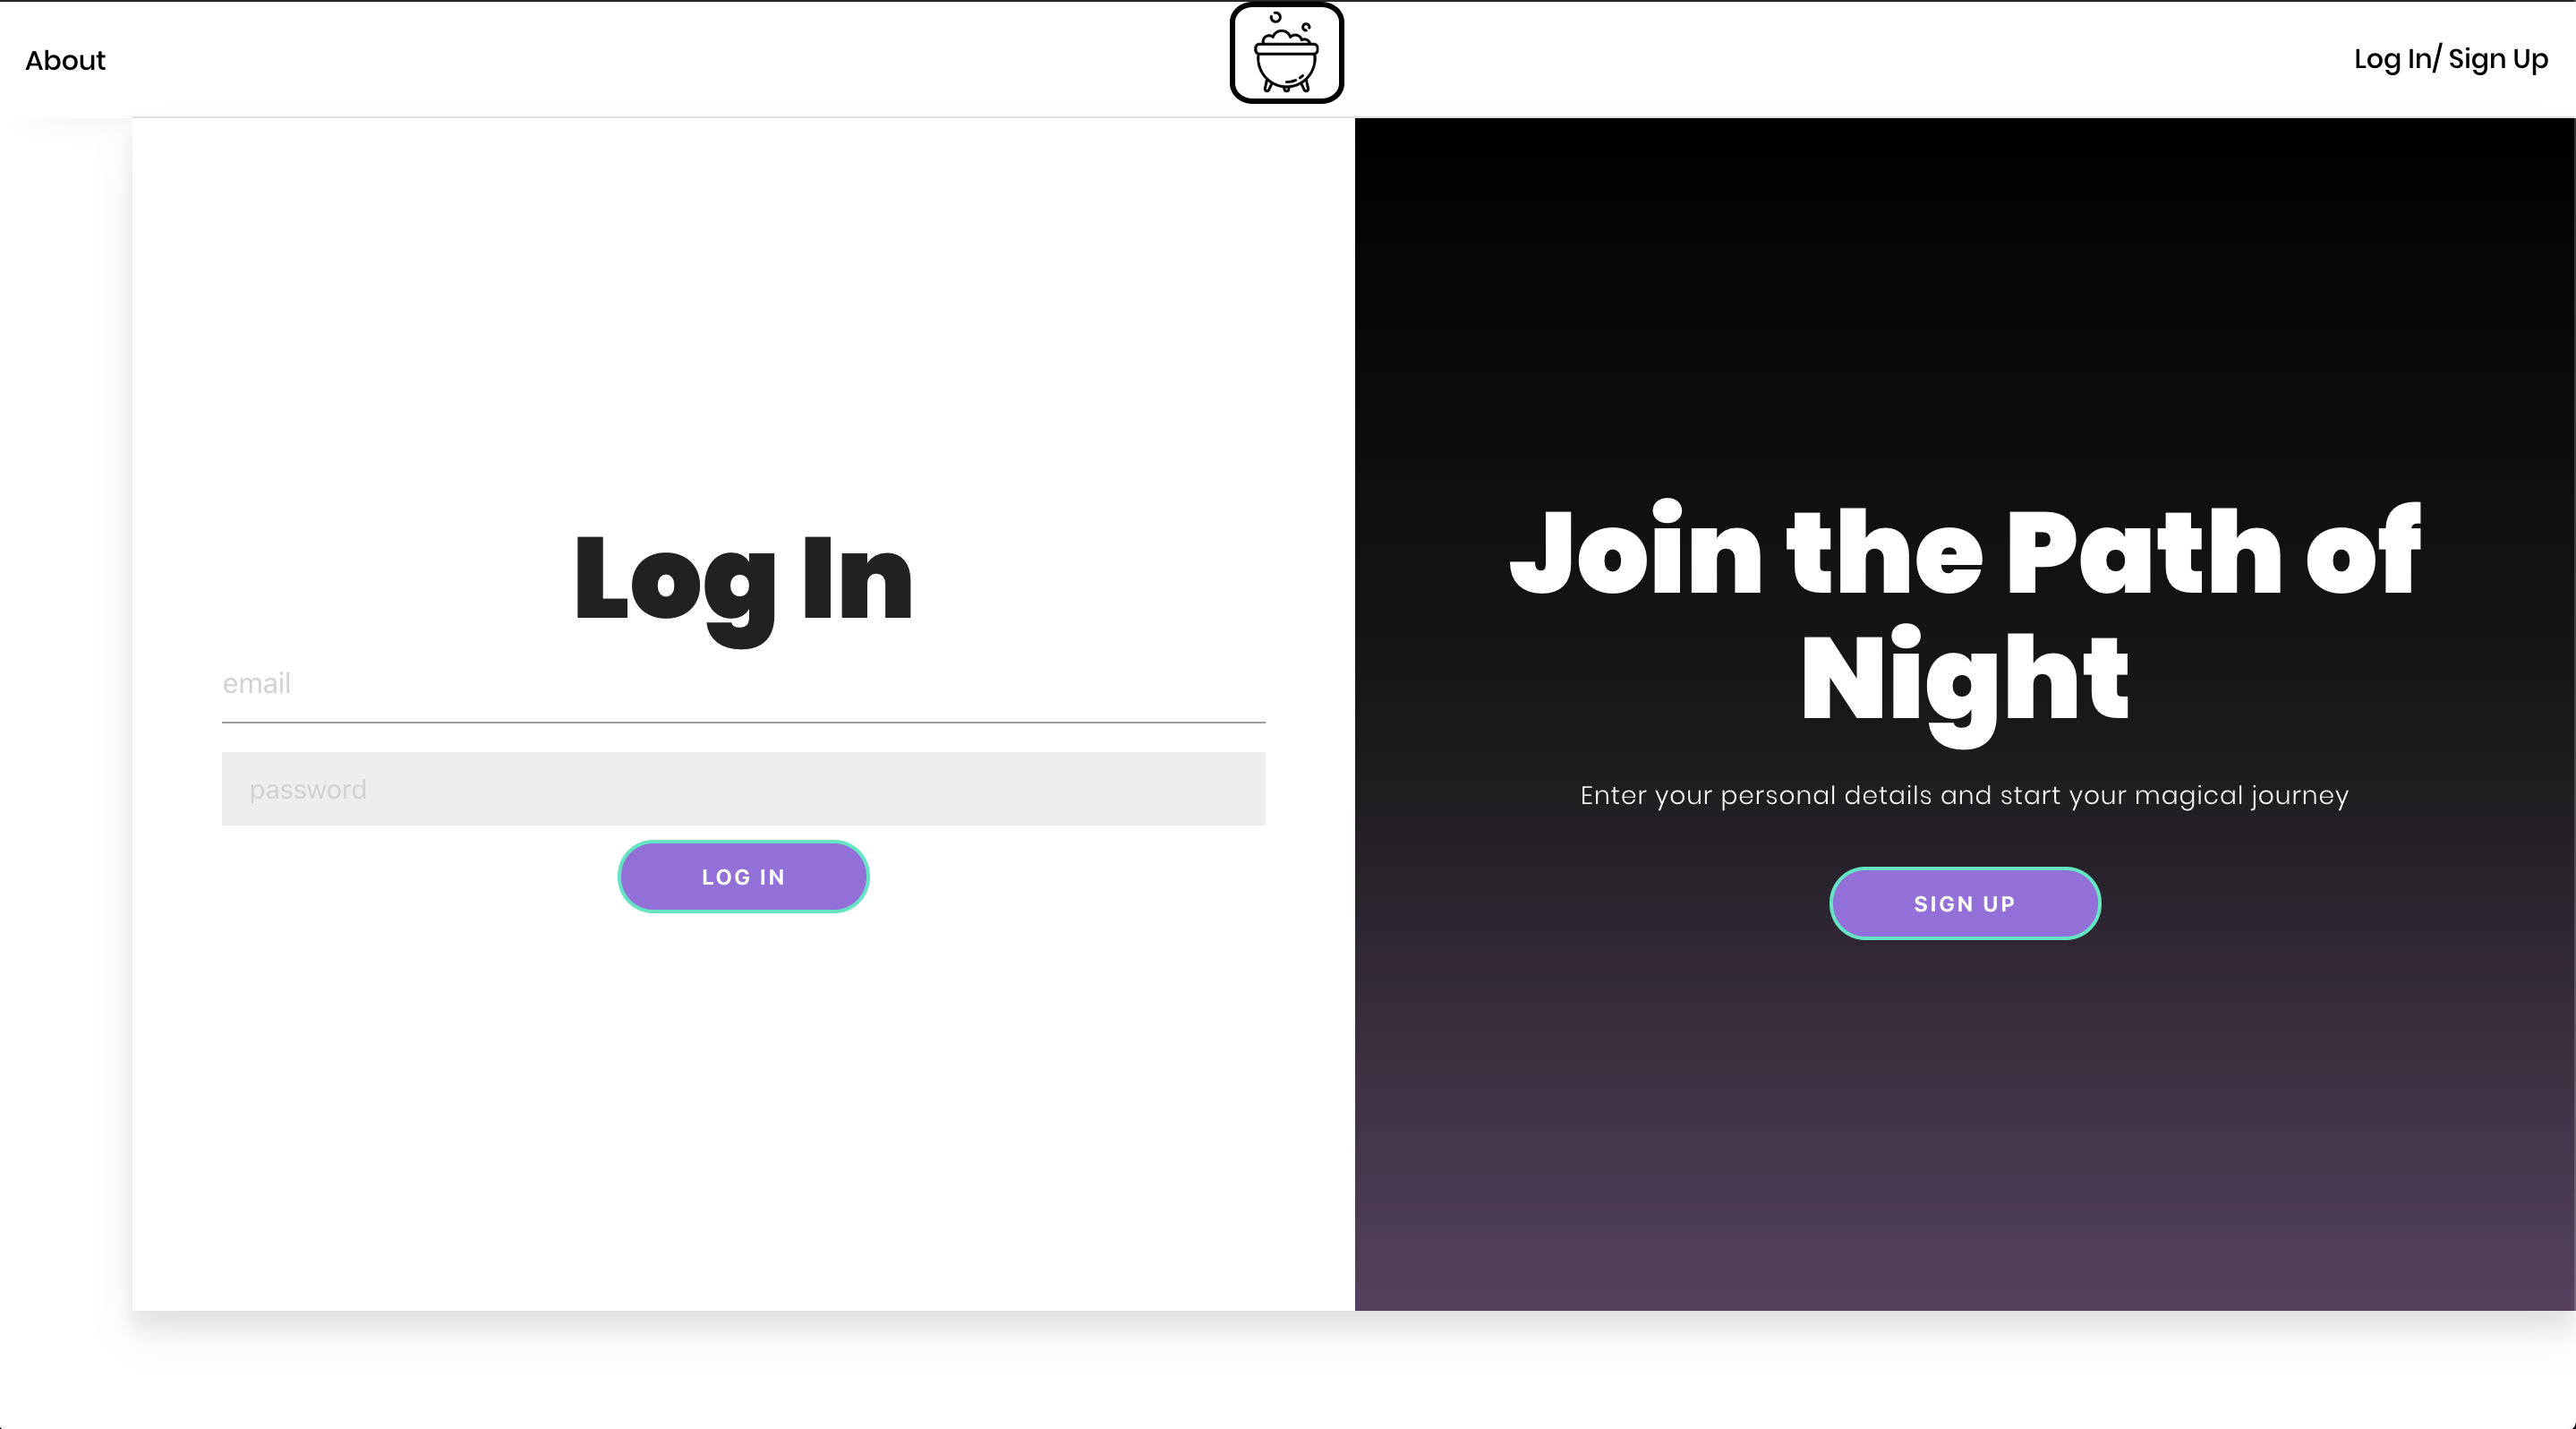 About
Log In/ Sign Up
Log In
email
password
LOG IN
Join the Path of
Night
Enter your personal details and start your magical journey
SIGN UP